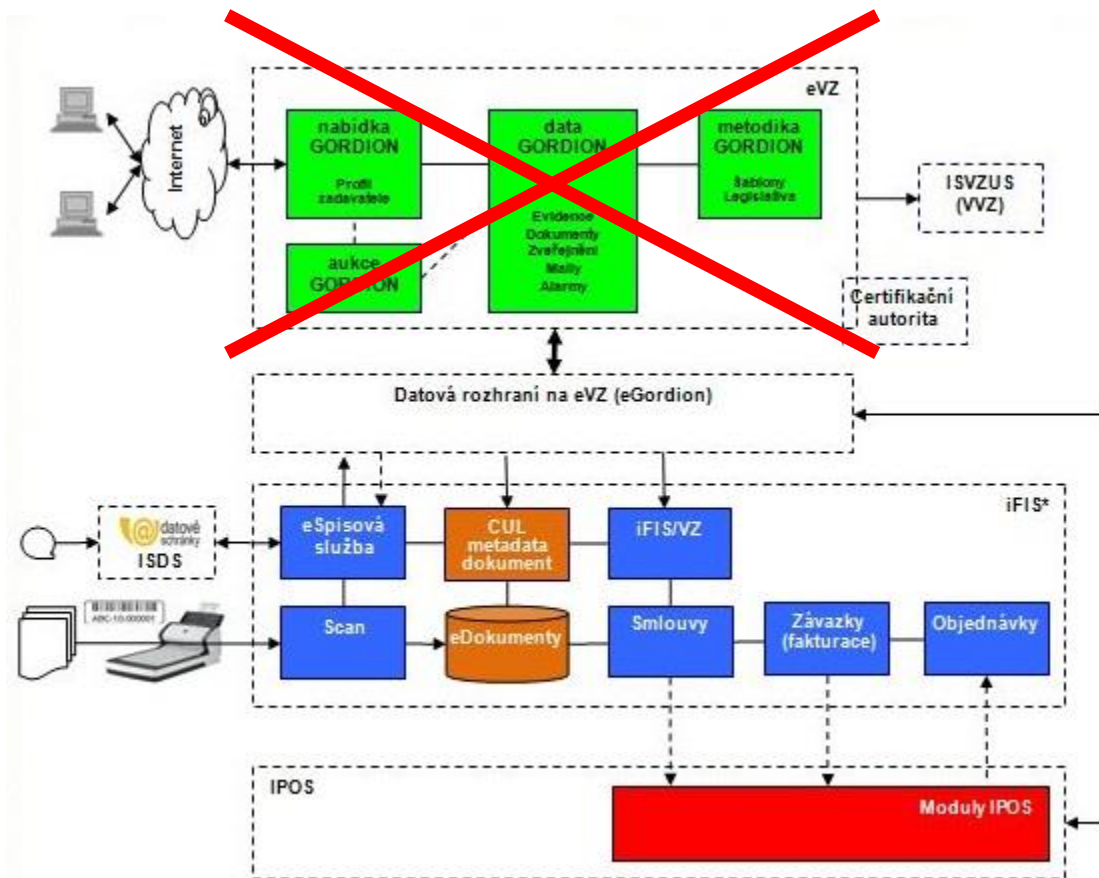 eVZ
nabídka
GORDION
Profil
zadavatele
data
GORDION
Evidence
Dokumenty
Zveřejnění
Maily
Alarmy
metodika
GORDION
Šablony
Legislativa
Internet
aukce
GORDION
ISVZUS
(VVZ)
Certifikační
autorita
Datová rozhraní na eVZ (eGordion)
iFIS*
datové
schránky
ISDS
eSpisová
služba
CUL
metadata
dokument
iFIS/VZ
Scan
eDokumenty
Smlouvy
Závazky
(fakturace)
Objednávky
IPOS
Moduly IPOS